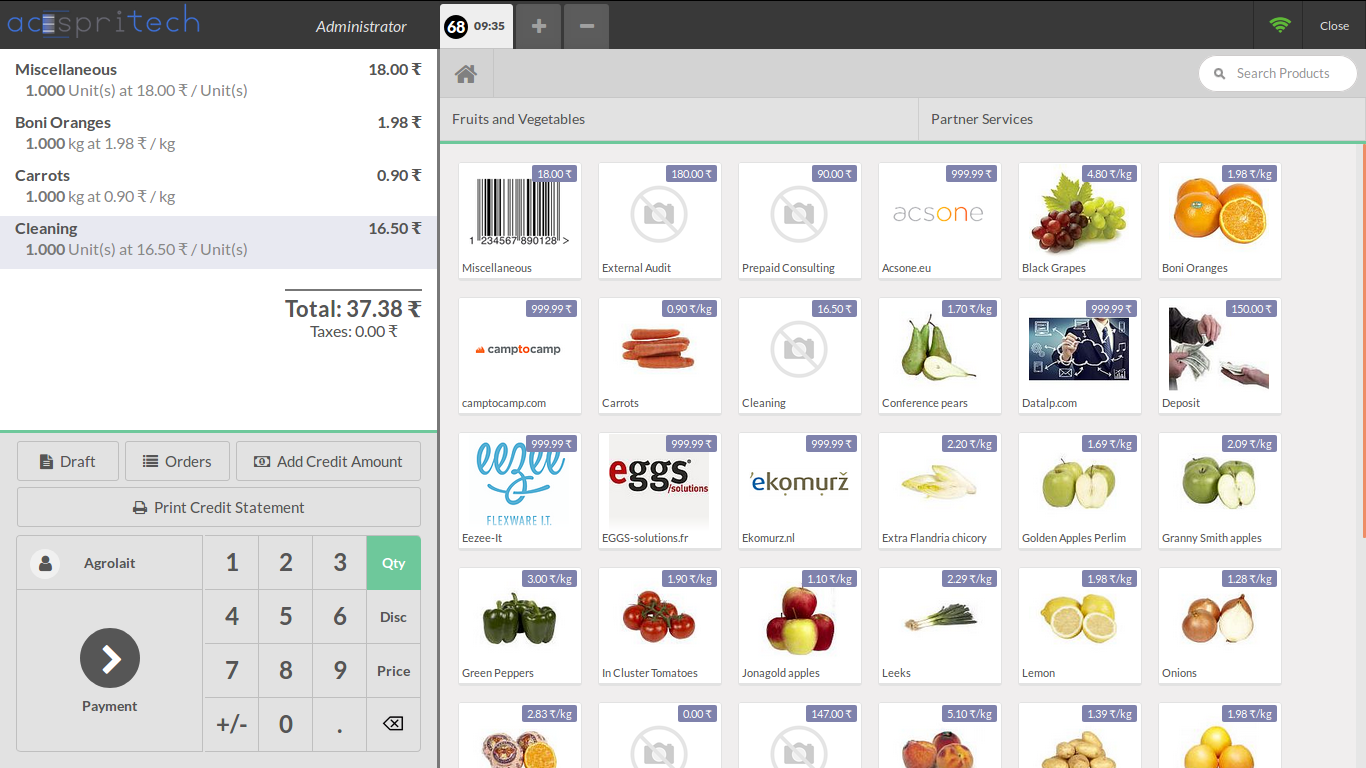 acespritech
Administrator
68 09:35
+
−
Close
Miscellaneous 18.00 ₹
1.000 Unit(s) at 18.00 ₹ / Unit(s)
Boni Oranges 1.98 ₹
1.000 kg at 1.98 ₹ / kg
Carrots 0.90 ₹
1.000 kg at 0.90 ₹ / kg
Cleaning 16.50 ₹
1.000 Unit(s) at 16.50 ₹ / Unit(s)
Total: 37.38 ₹
Taxes: 0.00 ₹
Draft
Orders
Add Credit Amount
Print Credit Statement
Agrolait
Payment
1 2 3 Qty
4 5 6 Disc
7 8 9 Price
+/- 0 .
Search Products
Fruits and Vegetables
Partner Services
18.00 ₹
1 234567 890128 >
Miscellaneous
180.00 ₹
External Audit
90.00 ₹
Prepaid Consulting
999.99 ₹
acsone
Acsone.eu
4.80 ₹/kg
Black Grapes
1.98 ₹/kg
Boni Oranges
999.99 ₹
camptocamp
camptocamp.com
0.90 ₹/kg
Carrots
16.50 ₹
Cleaning
1.70 ₹/kg
Conference pears
999.99 ₹
Datalp.com
150.00 ₹
Deposit
999.99 ₹
eezee
FLEXWARE I.T.
Eezee-It
999.99 ₹
eggs
/solutions
EGGS-solutions.fr
999.99 ₹
'ekomurž
Ekomurz.nl
2.20 ₹/kg
Extra Flandria chicory
1.69 ₹/kg
Golden Apples Perlim
2.09 ₹/kg
Granny Smith apples
3.00 ₹/kg
Green Peppers
1.90 ₹/kg
In Cluster Tomatoes
1.10 ₹/kg
Jonagold apples
2.29 ₹/kg
Leeks
1.98 ₹/kg
Lemon
1.28 ₹/kg
Onions
2.83 ₹/kg
0.00 ₹
147.00 ₹
5.10 ₹/kg
1.39 ₹/kg
1.98 ₹/kg